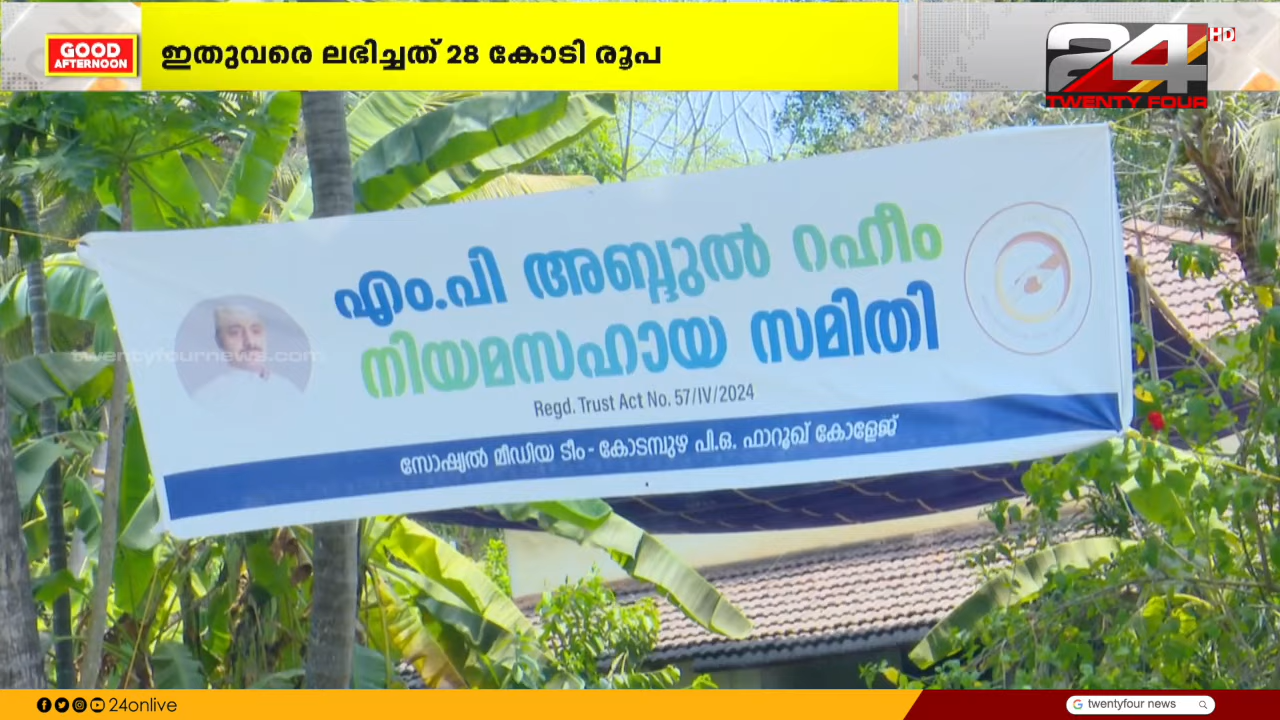 GOOD
AFTERNOON
ഇതുവരെ ലഭിച്ചത് 28 കോടി രൂപ
24 HD
TWENTY FOUR
എം.പി അബ്ദുൽ റഹീം
നിയമസഹായ സമിതി
Regd. Trust Act No. 57/IV/2024
സോഷ്യൽ മീഡിയ ടീം - കോടമ്പുഴ പി.ഒ. ഫാറൂഖ് കോളേജ്
twentyfournews.com
24onlive
twentyfour news